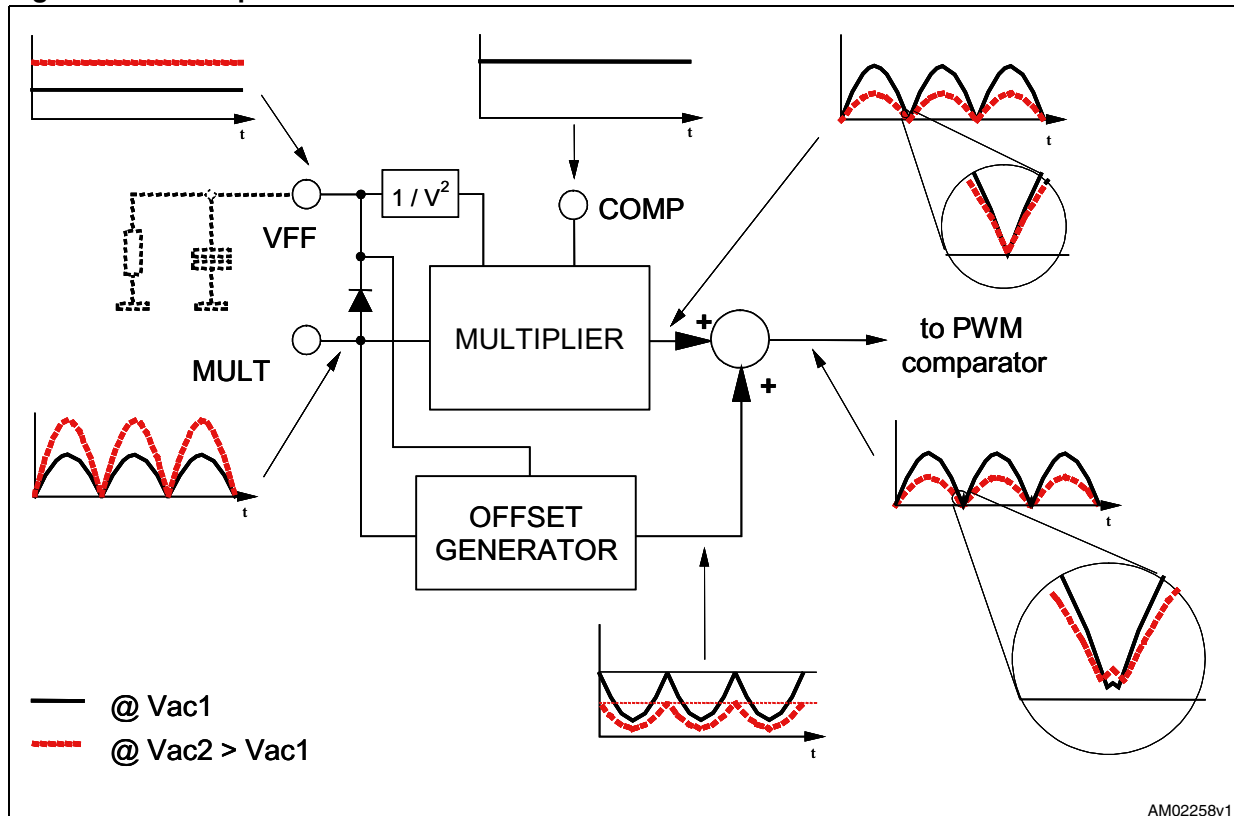 t
t
t
1 / V²
VFF
COMP
MULTIPLIER
+
to PWM
comparator
MULT
+
t
t
OFFSET
GENERATOR
t
@ Vac1
@ Vac2 > Vac1
AM02258v1